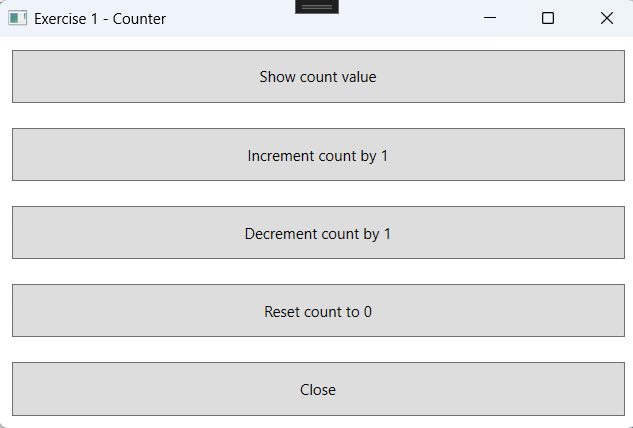 Exercise 1 - Counter
Show count value
Increment count by 1
Decrement count by 1
Reset count to 0
Close